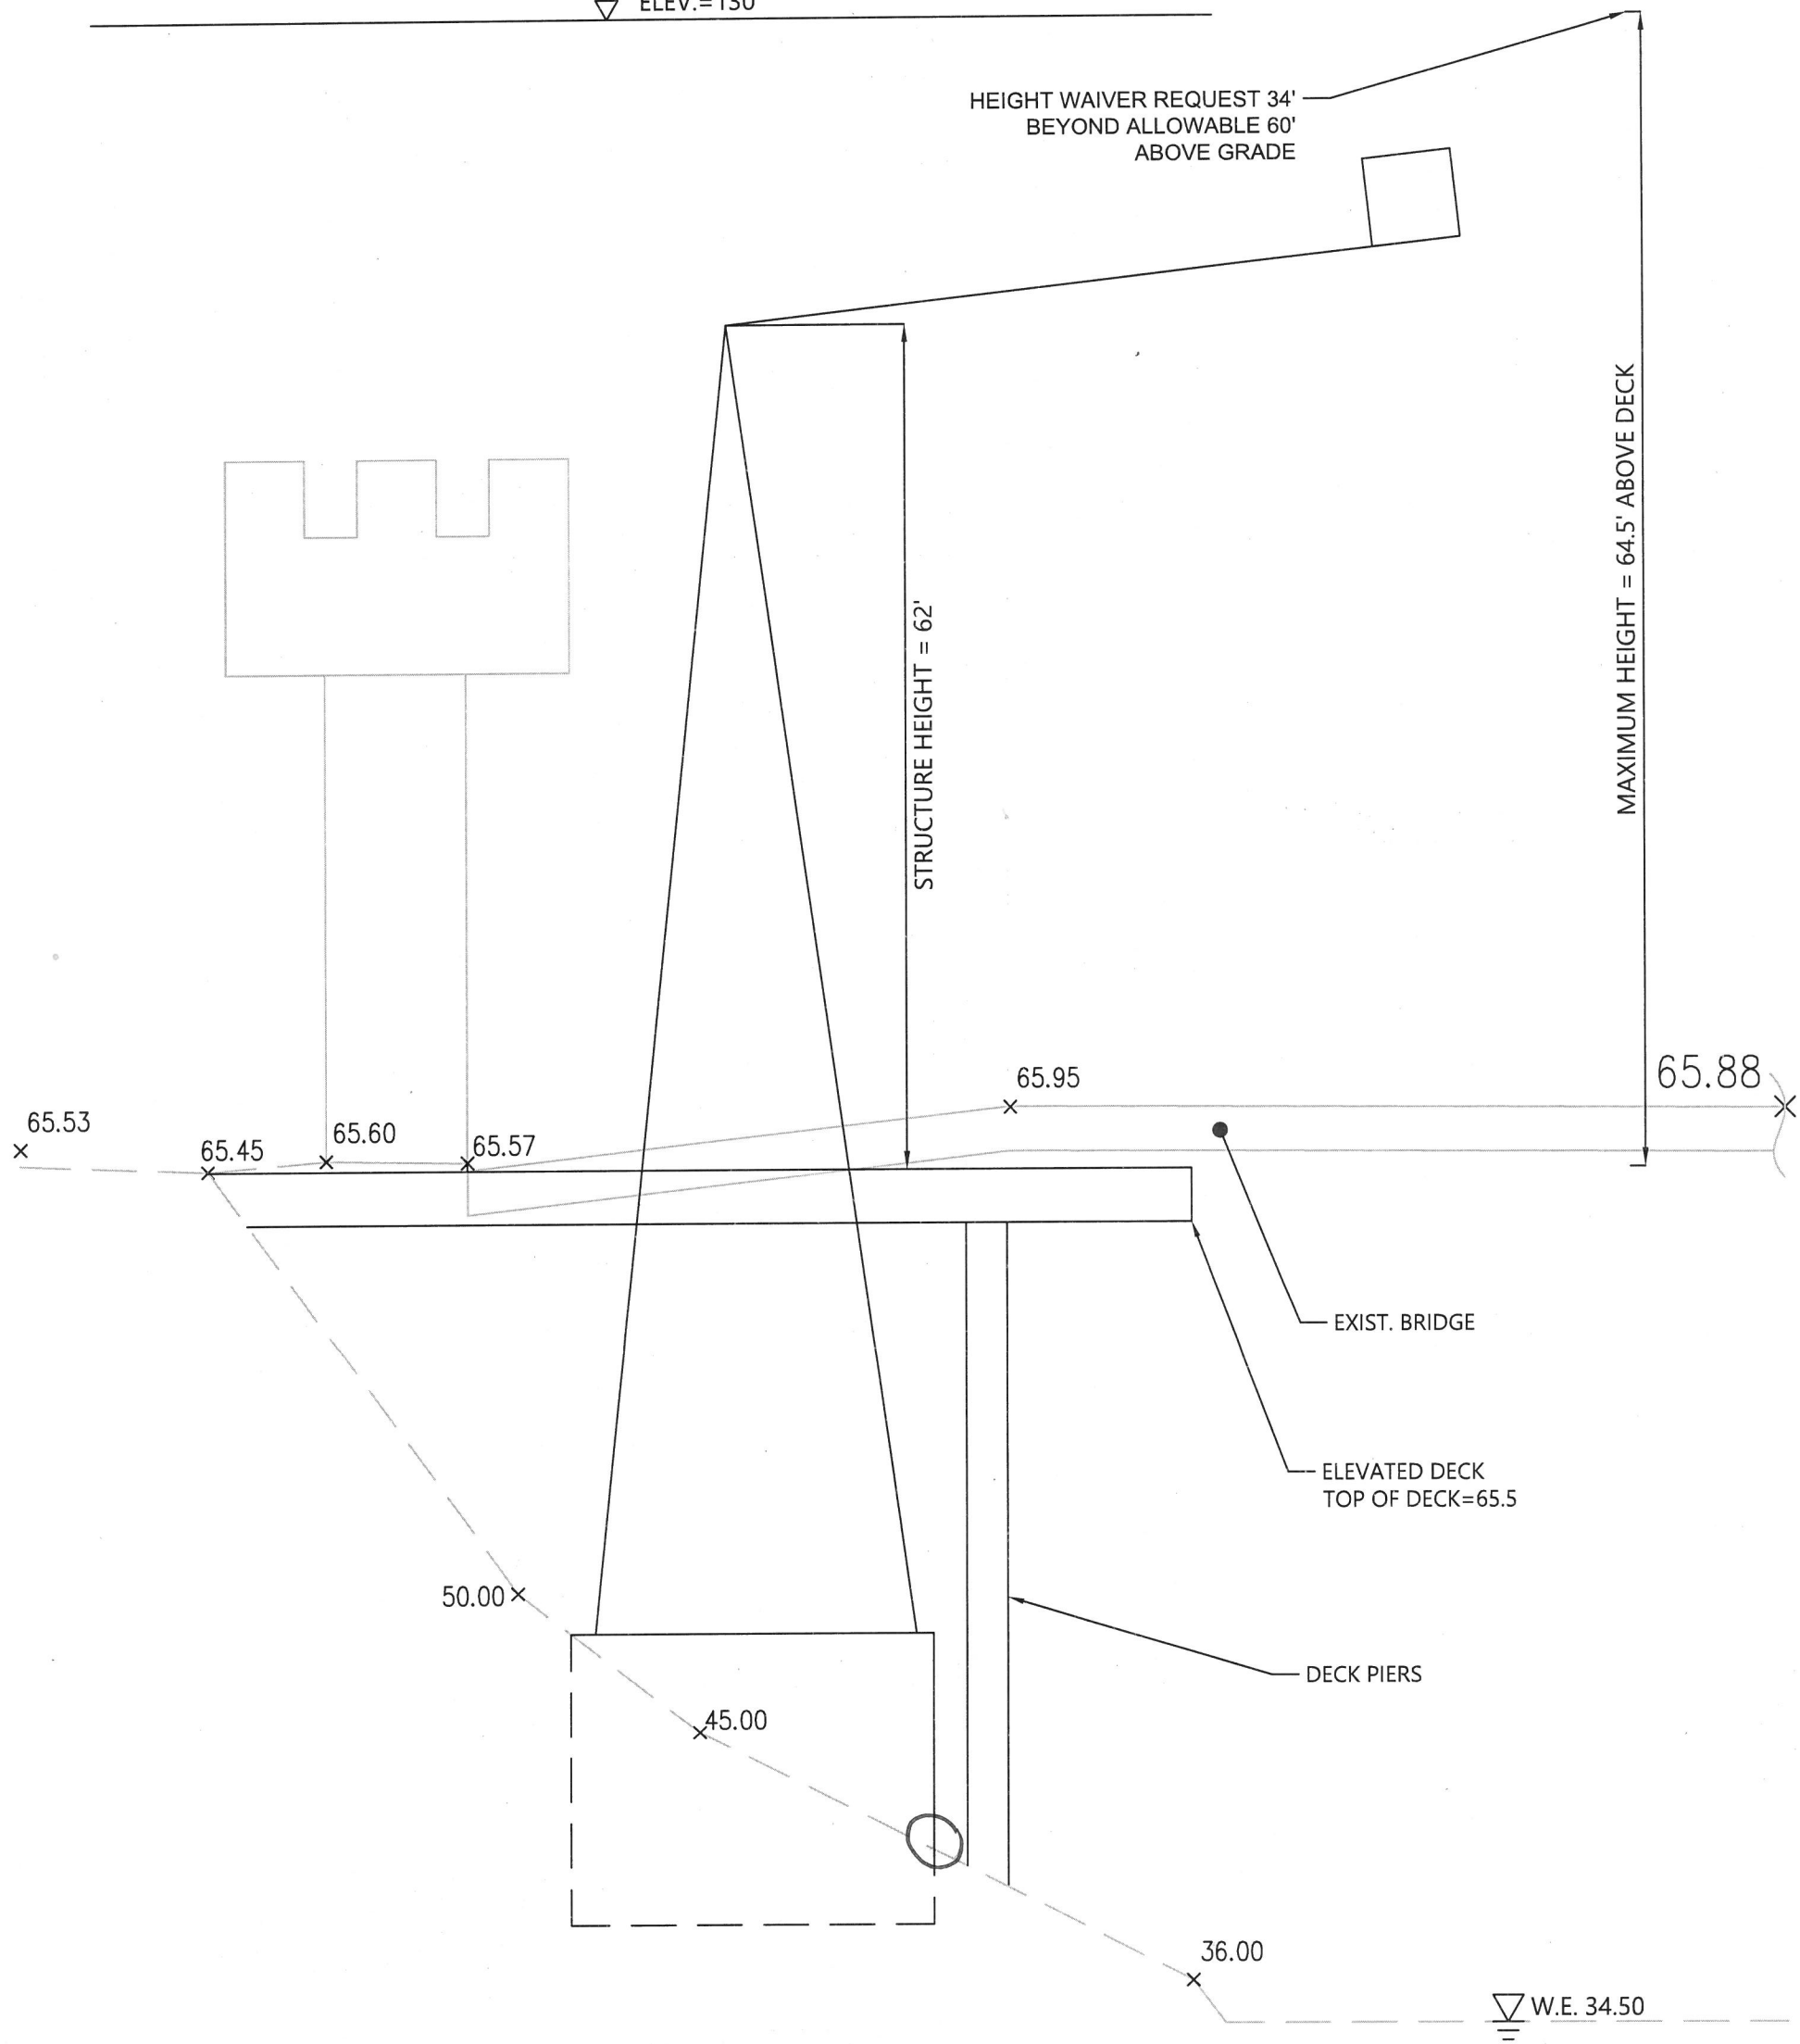 ELEV.=130
HEIGHT WAIVER REQUEST 34'
BEYOND ALLOWABLE 60'
ABOVE GRADE
MAXIMUM HEIGHT = 64.5' ABOVE DECK
STRUCTURE HEIGHT = 62'
65.95
65.88
65.53
65.45
65.60
65.57
EXIST. BRIDGE
ELEVATED DECK
TOP OF DECK=65.5
50.00
DECK PIERS
45.00
36.00
W.E. 34.50